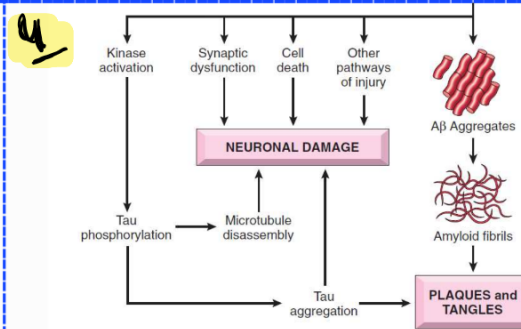 4
Kinase
activation
Synaptic
dysfunction
Cell
death
Other
pathways
of injury
Aβ Aggregates
NEURONAL DAMAGE
Tau
phosphorylation
Microtubule
disassembly
Amyloid fibrils
Tau
aggregation
PLAQUES and
TANGLES